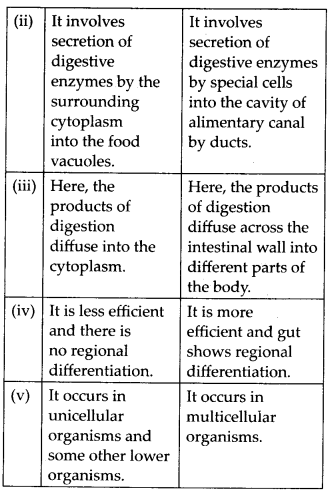 (ii) It involves secretion of digestive enzymes by the surrounding cytoplasm into the food vacuoles.
It involves secretion of digestive enzymes by special cells into the cavity of alimentary canal by ducts.
(iii) Here, the products of digestion diffuse into the cytoplasm.
Here, the products of digestion diffuse across the intestinal wall into different parts of the body.
(iv) It is less efficient and there is no regional differentiation.
It is more efficient and gut shows regional differentiation.
(v) It occurs in unicellular organisms and some other lower organisms.
It occurs in multicellular organisms.